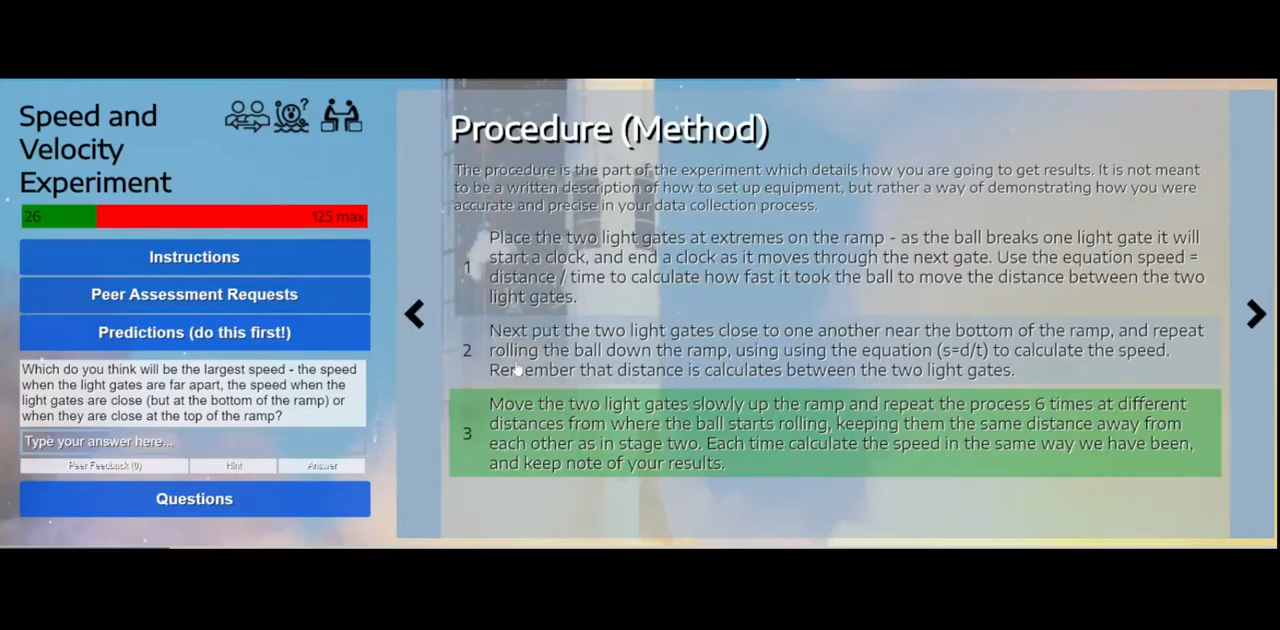 Speed and
Velocity
Experiment
26
125 max
Instructions
Peer Assessment Requests
Predictions (do this first!)
Which do you think will be the largest speed - the speed
when the light gates are far apart, the speed when the
light gates are close (but at the bottom of the ramp) or
when they are close at the top of the ramp?
Type your answer here...
Peer Feedback (0)
Hint
Answer
Questions
Procedure (Method)
The procedure is the part of the experiment which details how you are going to get results. It is not meant
to be a written description of how to set up equipment, but rather a way of demonstrating how you were
accurate and precise in your data collection process.
1
Place the two light gates at extremes on the ramp - as the ball breaks one light gate it will
start a clock, and end a clock as it moves through the next gate. Use the equation speed =
distance / time to calculate how fast it took the ball to move the distance between the two
light gates.
2
Next put the two light gates close to one another near the bottom of the ramp, and repeat
rolling the ball down the ramp, using using the equation (s=d/t) to calculate the speed.
Remember that distance is calculates between the two light gates.
3
Move the two light gates slowly up the ramp and repeat the process 6 times at different
distances from where the ball starts rolling, keeping them the same distance away from
each other as in stage two. Each time calculate the speed in the same way we have been,
and keep note of your results.